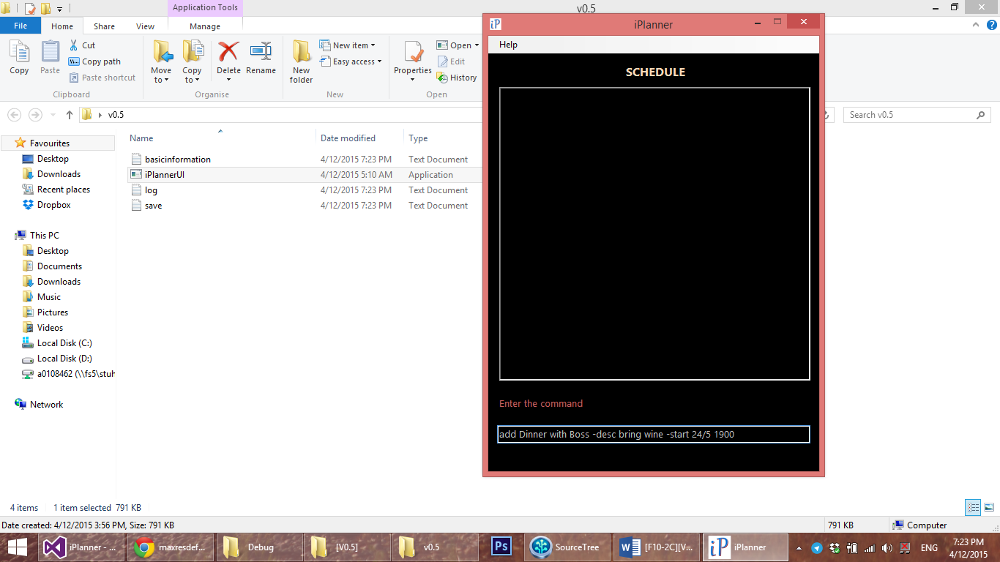 Application Tools
v0.5
File Home Share View Manage
Copy
Paste
Cut
Copy path
Paste shortcut
Clipboard
Move to
Copy to
Delete
Rename
Organise
New folder
New item
Easy access
New
Properties
Open
Edit
History
Open
v0.5
Search v0.5
Favourites
Desktop
Downloads
Recent places
Dropbox
This PC
Desktop
Documents
Downloads
Music
Pictures
Videos
Local Disk (C:)
Local Disk (D:)
a0108462 (\\fs5\stuh
Network
Name Date modified Type
basicinformation 4/12/2015 7:23 PM Text Document
iPlannerUI 4/12/2015 5:10 AM Application
log 4/12/2015 7:23 PM Text Document
save 4/12/2015 7:23 PM Text Document
iP iPlanner
Help
SCHEDULE
Enter the command
add Dinner with Boss -desc bring wine -start 24/5 1900
4 items 1 item selected 791 KB
Date created: 4/12/2015 3:56 PM, Size: 791 KB
791 KB
Computer
iPlanner - ...
maxresdef...
Debug
[V0.5]
v0.5
Ps
SourceTree
[F10-2C][V...
iP iPlanner
ENG
7:23 PM
4/12/2015